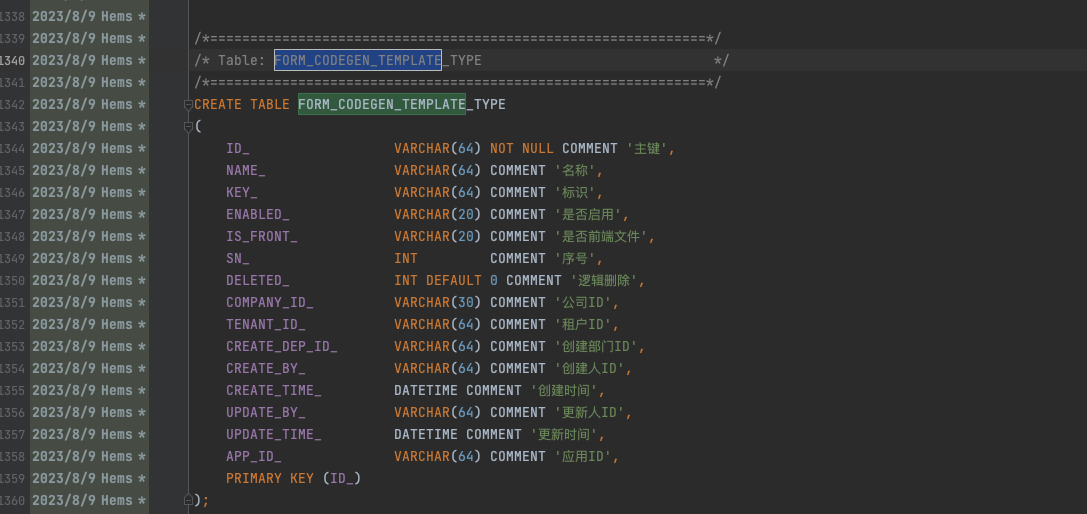 1338 2023/8/9 Hems *
1339 2023/8/9 Hems * /*==============================================================*/
1340 2023/8/9 Hems * /* Table: FORM_CODEGEN_TEMPLATE_TYPE */
1341 2023/8/9 Hems * /*==============================================================*/
1342 2023/8/9 Hems * CREATE TABLE FORM_CODEGEN_TEMPLATE_TYPE
1343 2023/8/9 Hems * (
1344 2023/8/9 Hems * ID_ VARCHAR(64) NOT NULL COMMENT '主键',
1345 2023/8/9 Hems * NAME_ VARCHAR(64) COMMENT '名称',
1346 2023/8/9 Hems * KEY_ VARCHAR(64) COMMENT '标识',
1347 2023/8/9 Hems * ENABLED_ VARCHAR(20) COMMENT '是否启用',
1348 2023/8/9 Hems * IS_FRONT_ VARCHAR(20) COMMENT '是否前端文件',
1349 2023/8/9 Hems * SN_ INT COMMENT '序号',
1350 2023/8/9 Hems * DELETED_ INT DEFAULT 0 COMMENT '逻辑删除',
1351 2023/8/9 Hems * COMPANY_ID_ VARCHAR(30) COMMENT '公司ID',
1352 2023/8/9 Hems * TENANT_ID_ VARCHAR(64) COMMENT '租户ID',
1353 2023/8/9 Hems * CREATE_DEP_ID_ VARCHAR(64) COMMENT '创建部门ID',
1354 2023/8/9 Hems * CREATE_BY_ VARCHAR(64) COMMENT '创建人ID',
1355 2023/8/9 Hems * CREATE_TIME_ DATETIME COMMENT '创建时间',
1356 2023/8/9 Hems * UPDATE_BY_ VARCHAR(64) COMMENT '更新人ID',
1357 2023/8/9 Hems * UPDATE_TIME_ DATETIME COMMENT '更新时间',
1358 2023/8/9 Hems * APP_ID_ VARCHAR(64) COMMENT '应用ID',
1359 2023/8/9 Hems * PRIMARY KEY (ID_)
1360 2023/8/9 Hems * );